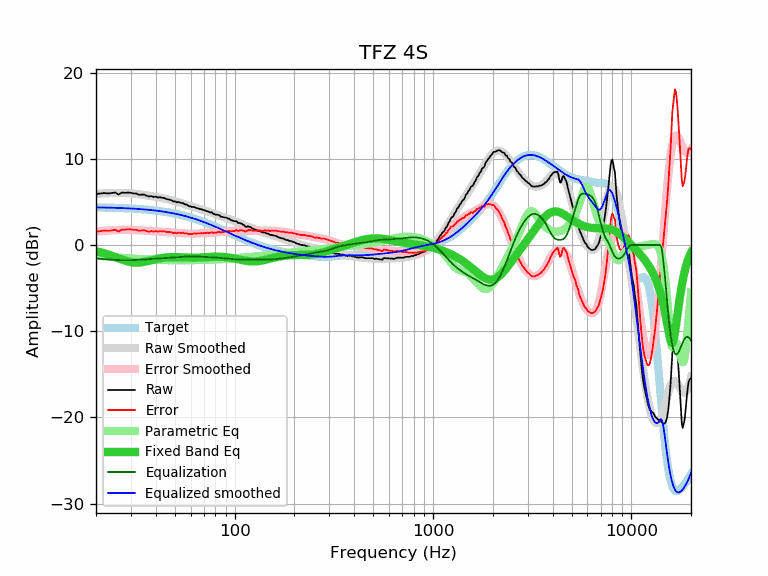 TFZ 4S
20
10
0
−10
−20
−30
Amplitude (dBr)
Target
Raw Smoothed
Error Smoothed
Raw
Error
Parametric Eq
Fixed Band Eq
Equalization
Equalized smoothed
100
1000
10000
Frequency (Hz)